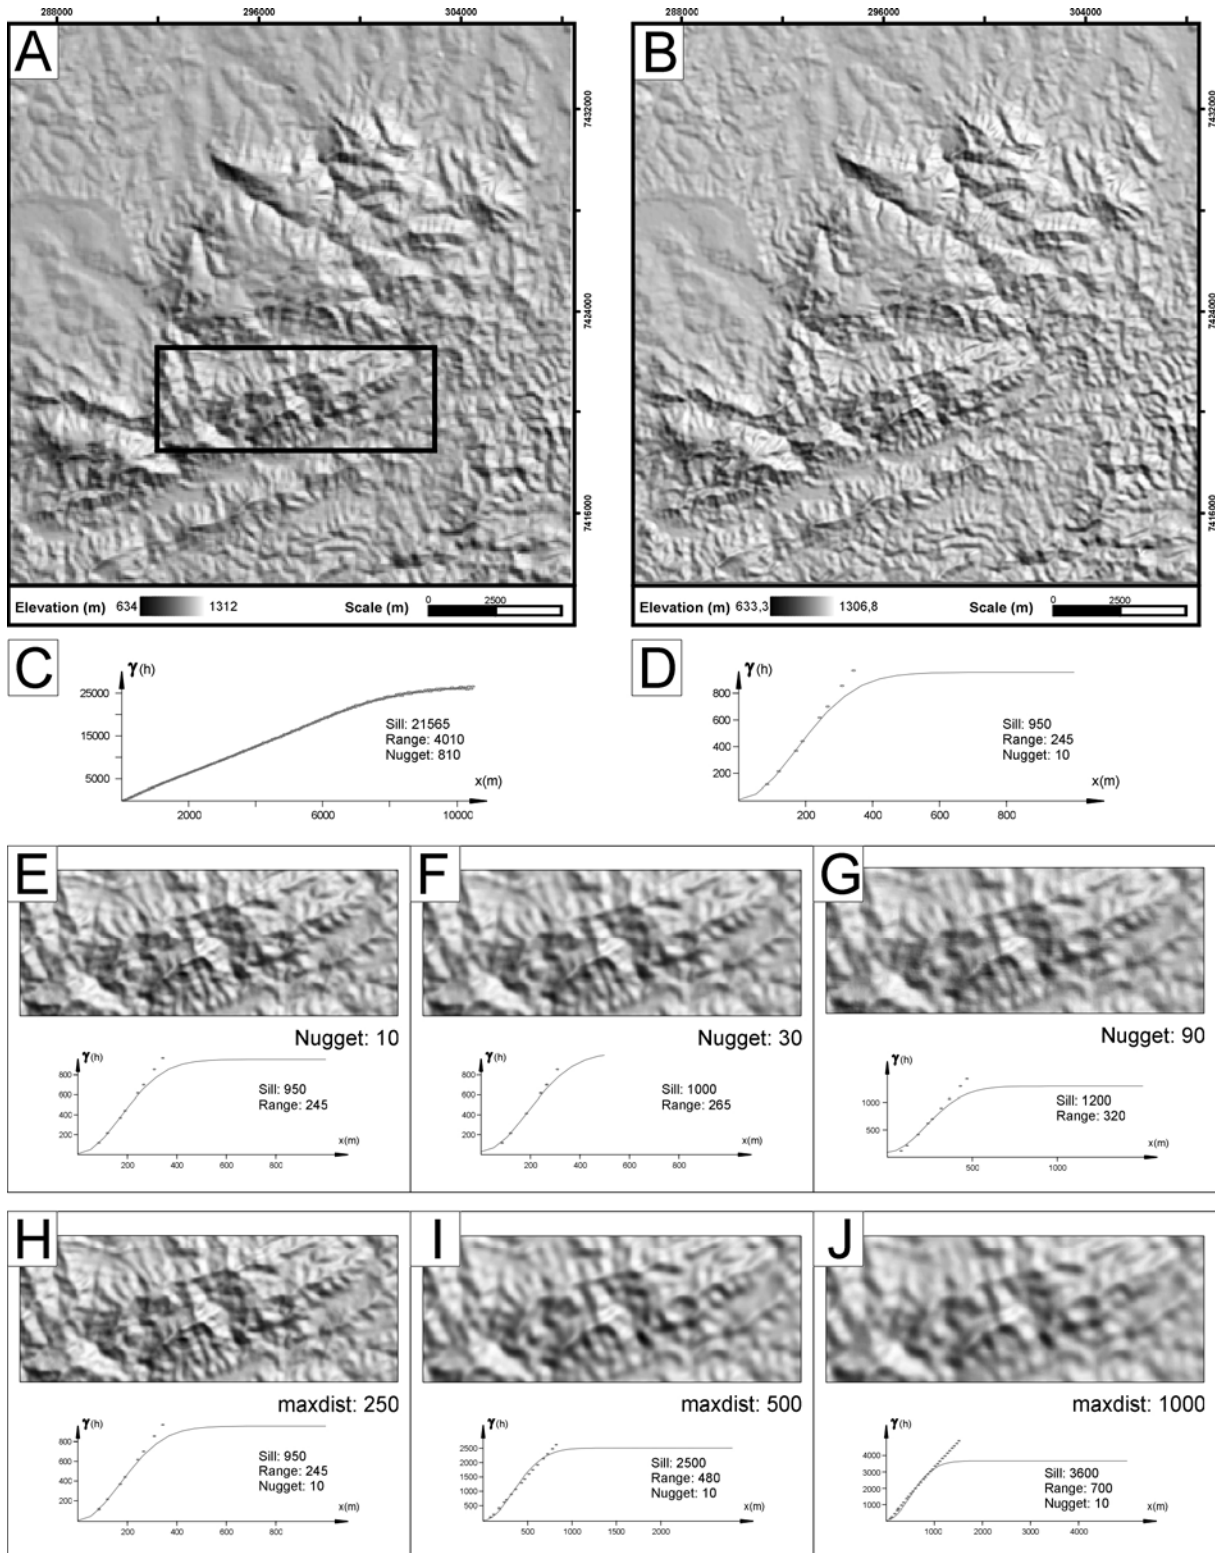 288000 296000 304000 288000 296000 304000
A B
7432000 7432000
7424000 7424000
7416000 7416000
Elevation (m) 634 1312 Scale (m) 0 2500
Elevation (m) 633,3 1306,8 Scale (m) 0 2500
C γ(h)
25000
15000
5000
Sill: 21565
Range: 4010
Nugget: 810
x(m)
2000 6000 10000
D γ(h)
800
600
400
200
Sill: 950
Range: 245
Nugget: 10
x(m)
200 400 600 800
E
Nugget: 10
γ(h)
800
600
400
200
Sill: 950
Range: 245
x(m)
200 400 600 800
F
Nugget: 30
γ(h)
800
600
400
200
Sill: 1000
Range: 265
x(m)
200 400 600 800
G
Nugget: 90
γ(h)
1000
500
Sill: 1200
Range: 320
x(m)
500 1000
H
maxdist: 250
γ(h)
800
600
400
200
Sill: 950
Range: 245
Nugget: 10
x(m)
200 400 600 800
I
maxdist: 500
γ(h)
2500
2000
1500
1000
500
Sill: 2500
Range: 480
Nugget: 10
x(m)
500 1000 1500 2000
J
maxdist: 1000
γ(h)
4000
3000
2000
1000
0
Sill: 3600
Range: 700
Nugget: 10
x(m)
1000 2000 3000 4000